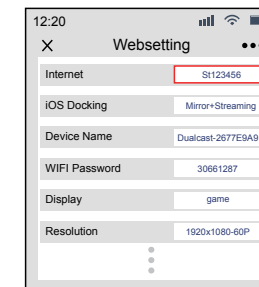 12:20
Websetting
Internet St123456
iOS Docking Mirror+Streaming
Device Name Dualcast-2677E9A9
WIFI Password 30661287
Display game
Resolution 1920x1080-60P